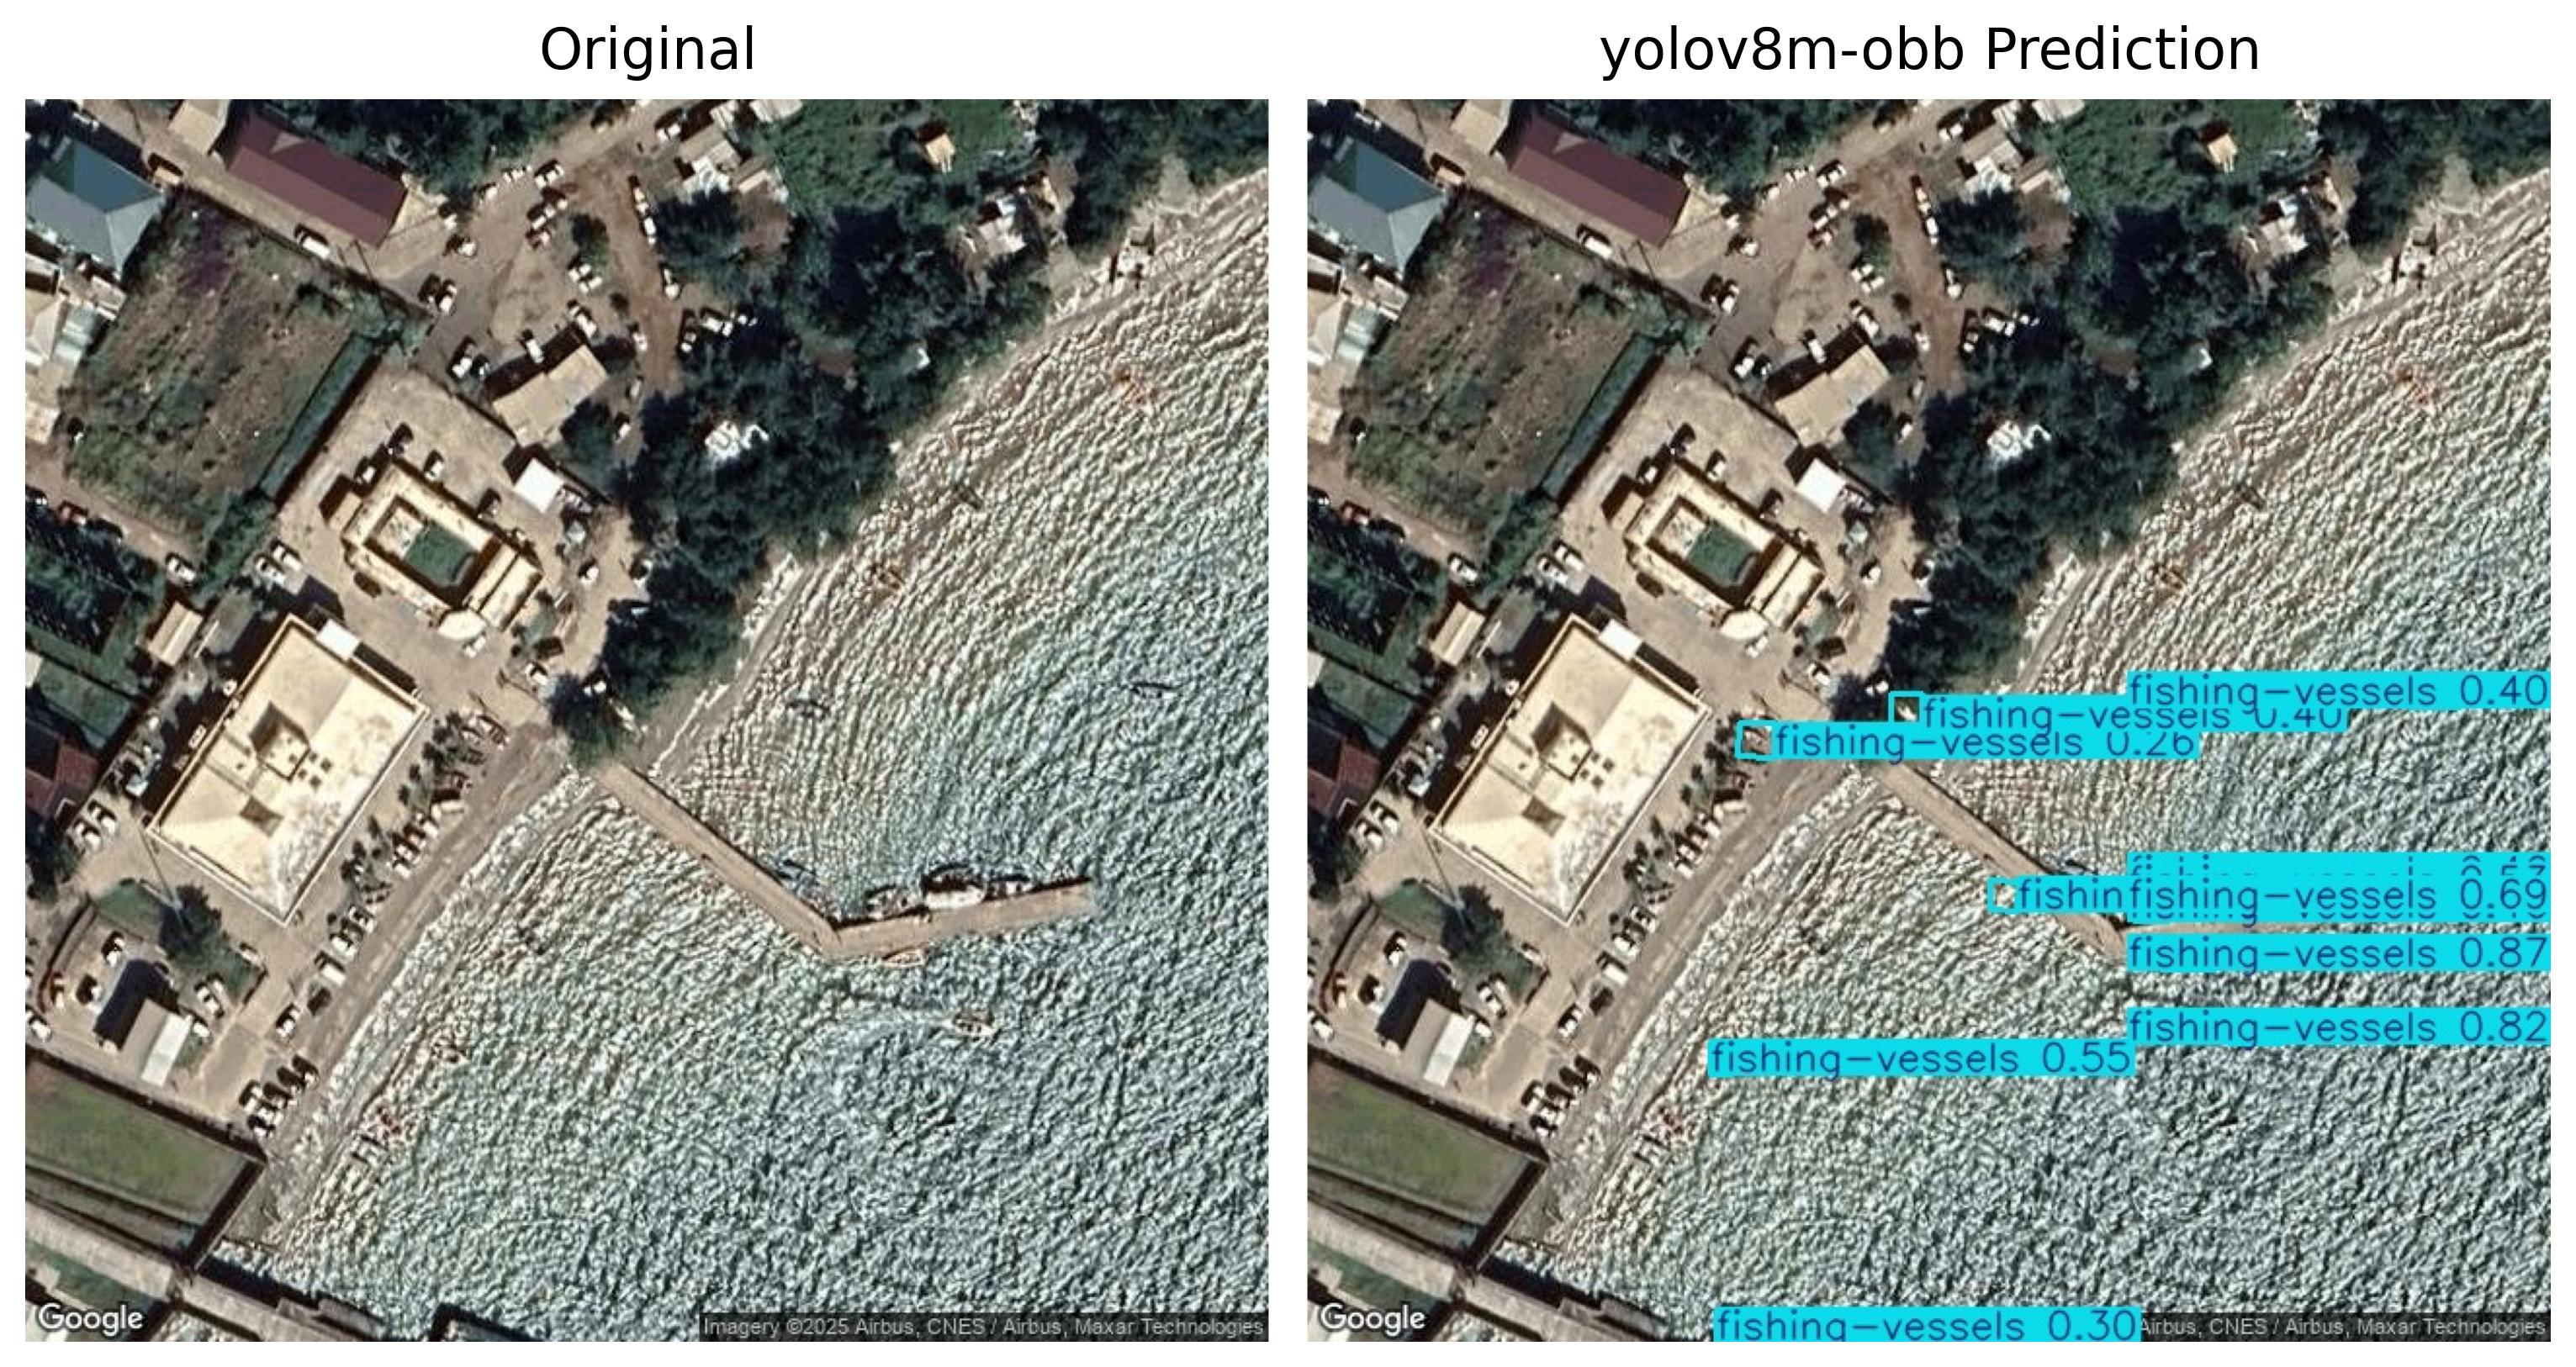 Original
yolov8m-obb Prediction
fishing-vessels 0.40
fishing-vessels 0.40
fishing-vessels 0.26
fishin
fishing-vessels 0.69
fishing-vessels 0.87
fishing-vessels 0.82
fishing-vessels 0.55
fishing-vessels 0.30
Google
Imagery ©2025 Airbus, CNES / Airbus, Maxar Technologies
Google
Airbus, CNES / Airbus, Maxar Technologies